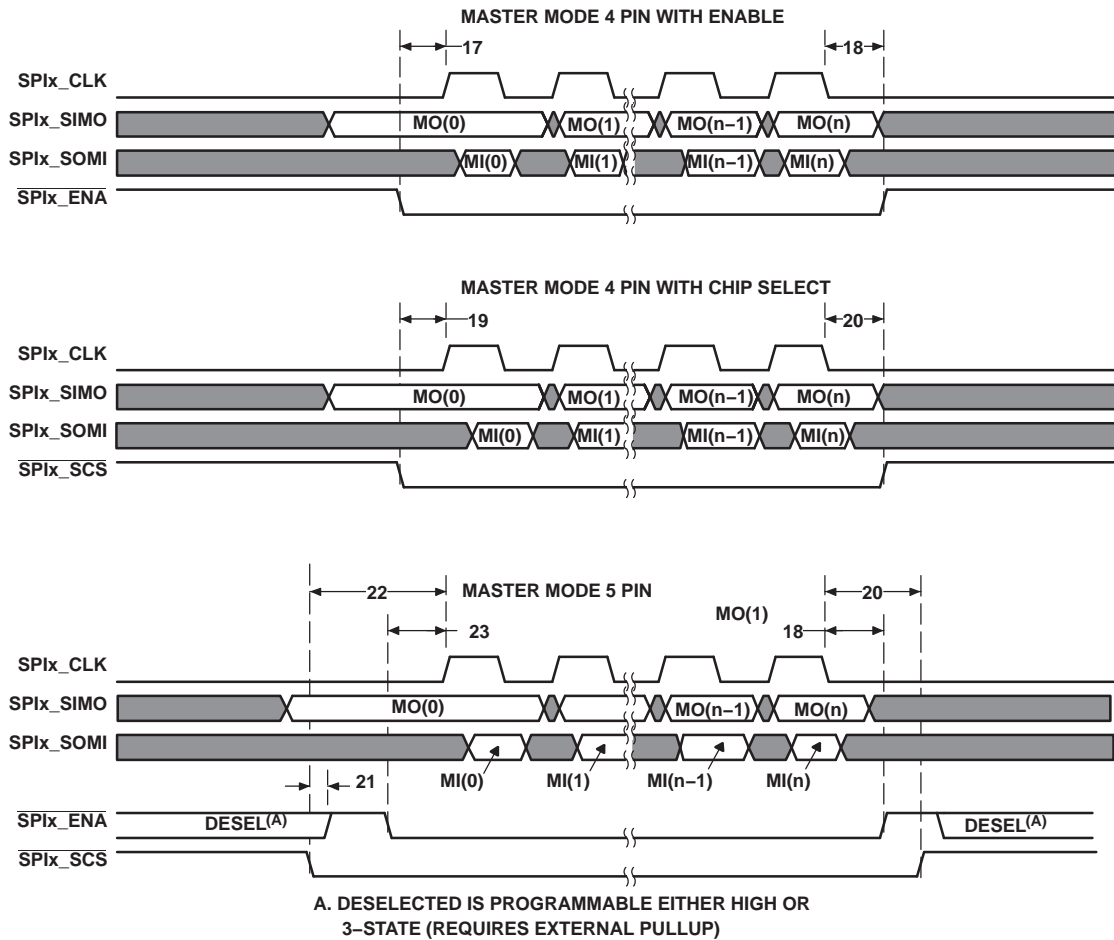 MASTER MODE 4 PIN WITH ENABLE
17
18
SPIx_CLK
SPIx_SIMO
MO(0)
MO(1)
MO(n−1)
MO(n)
SPIx_SOMI
MI(0)
MI(1)
MI(n−1)
MI(n)
SPIx_ENA
MASTER MODE 4 PIN WITH CHIP SELECT
19
20
SPIx_CLK
SPIx_SIMO
MO(0)
MO(1)
MO(n−1)
MO(n)
SPIx_SOMI
MI(0)
MI(1)
MI(n−1)
MI(n)
SPIx_SCS
22
MASTER MODE 5 PIN
20
MO(1)
23
18
SPIx_CLK
SPIx_SIMO
MO(0)
MO(n−1)
MO(n)
SPIx_SOMI
MI(0)
MI(1)
MI(n−1)
MI(n)
21
SPIx_ENA
DESEL(A)
DESEL(A)
SPIx_SCS
A. DESELECTED IS PROGRAMMABLE EITHER HIGH OR
3−STATE (REQUIRES EXTERNAL PULLUP)